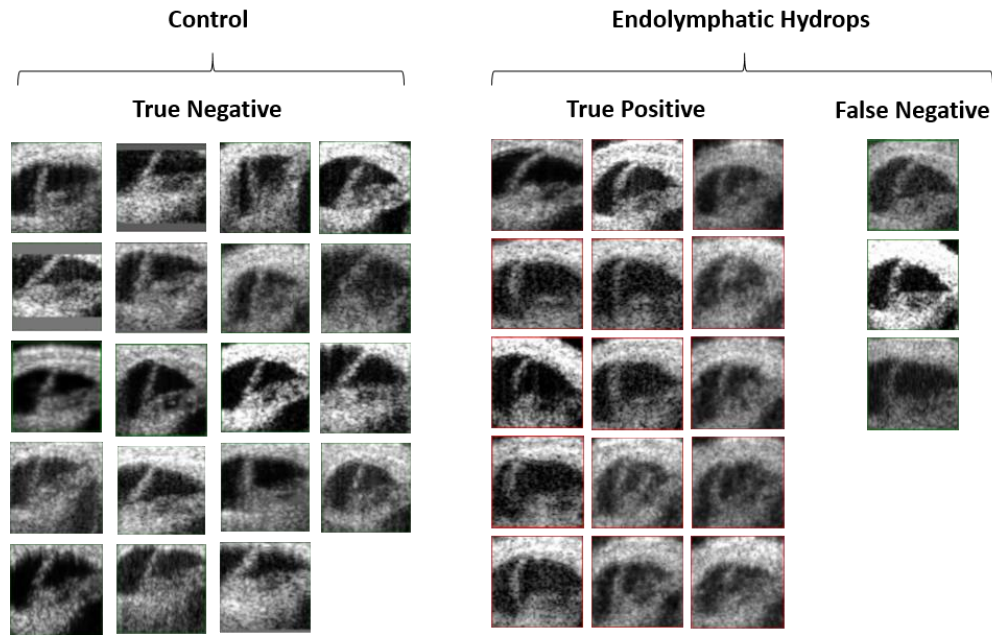 Control
Endolymphatic Hydrops
True Negative
True Positive
False Negative